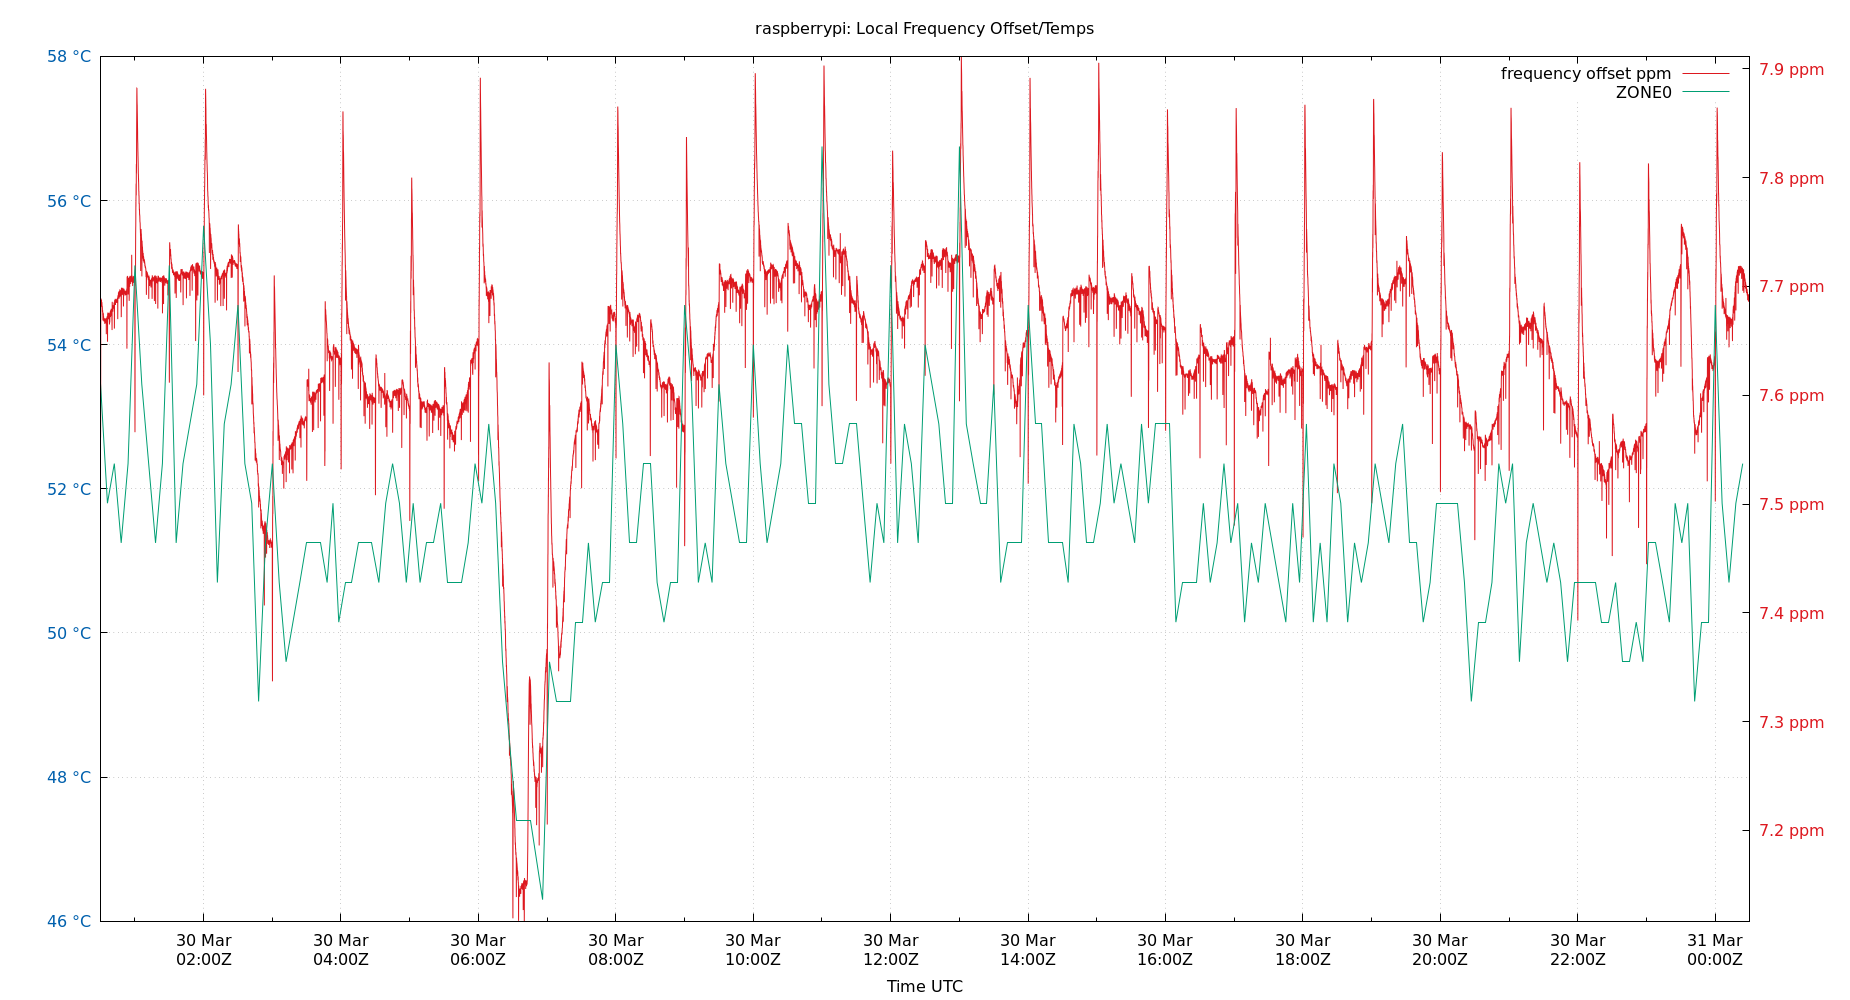 raspberrypi: Local Frequency Offset/Temps
58 °C
56 °C
54 °C
52 °C
50 °C
48 °C
46 °C
frequency offset ppm
ZONE0
7.9 ppm
7.8 ppm
7.7 ppm
7.6 ppm
7.5 ppm
7.4 ppm
7.3 ppm
7.2 ppm
30 Mar
02:00Z
30 Mar
04:00Z
30 Mar
06:00Z
30 Mar
08:00Z
30 Mar
10:00Z
30 Mar
12:00Z
30 Mar
14:00Z
30 Mar
16:00Z
30 Mar
18:00Z
30 Mar
20:00Z
30 Mar
22:00Z
31 Mar
00:00Z
Time UTC